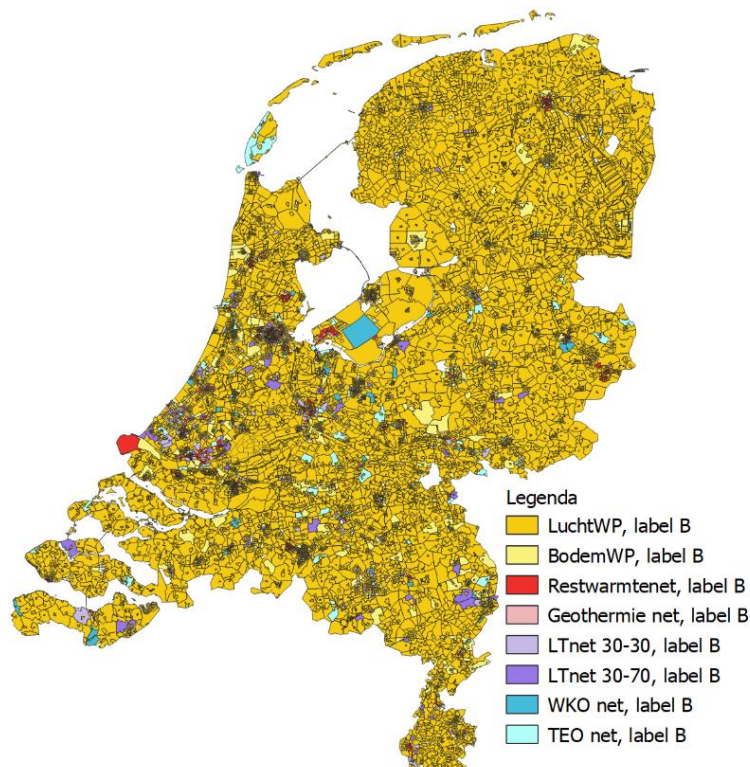 Legenda
LuchtWP, label B
BodemWP, label B
Restwarmtenet, label B
Geothermie net, label B
LTnet 30-30, label B
LTnet 30-70, label B
WKO net, label B
TEO net, label B